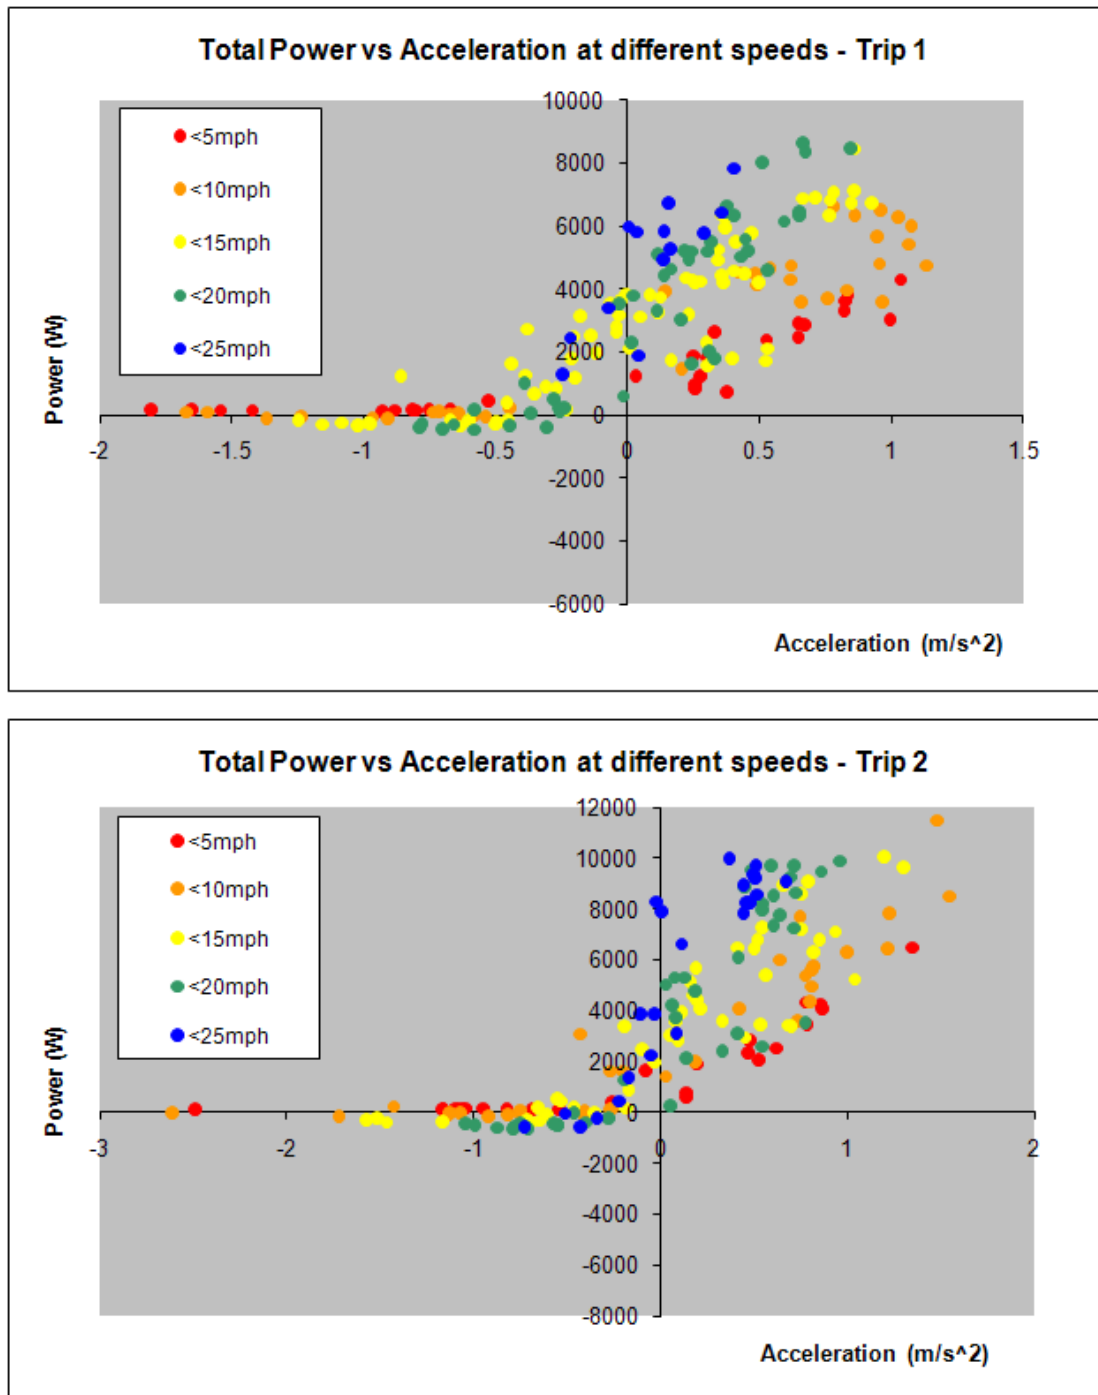 Total Power vs Acceleration at different speeds - Trip 1
10000
8000
6000
4000
2000
0
-2000
-4000
-6000
-2 -1.5 -1 -0.5 0 0.5 1 1.5
<5mph
<10mph
<15mph
<20mph
<25mph
Power (W)
Acceleration (m/s^2)
Total Power vs Acceleration at different speeds - Trip 2
12000
10000
8000
6000
4000
2000
0
-2000
-4000
-6000
-8000
-3 -2 -1 0 1 2
<5mph
<10mph
<15mph
<20mph
<25mph
Power (W)
Acceleration (m/s^2)